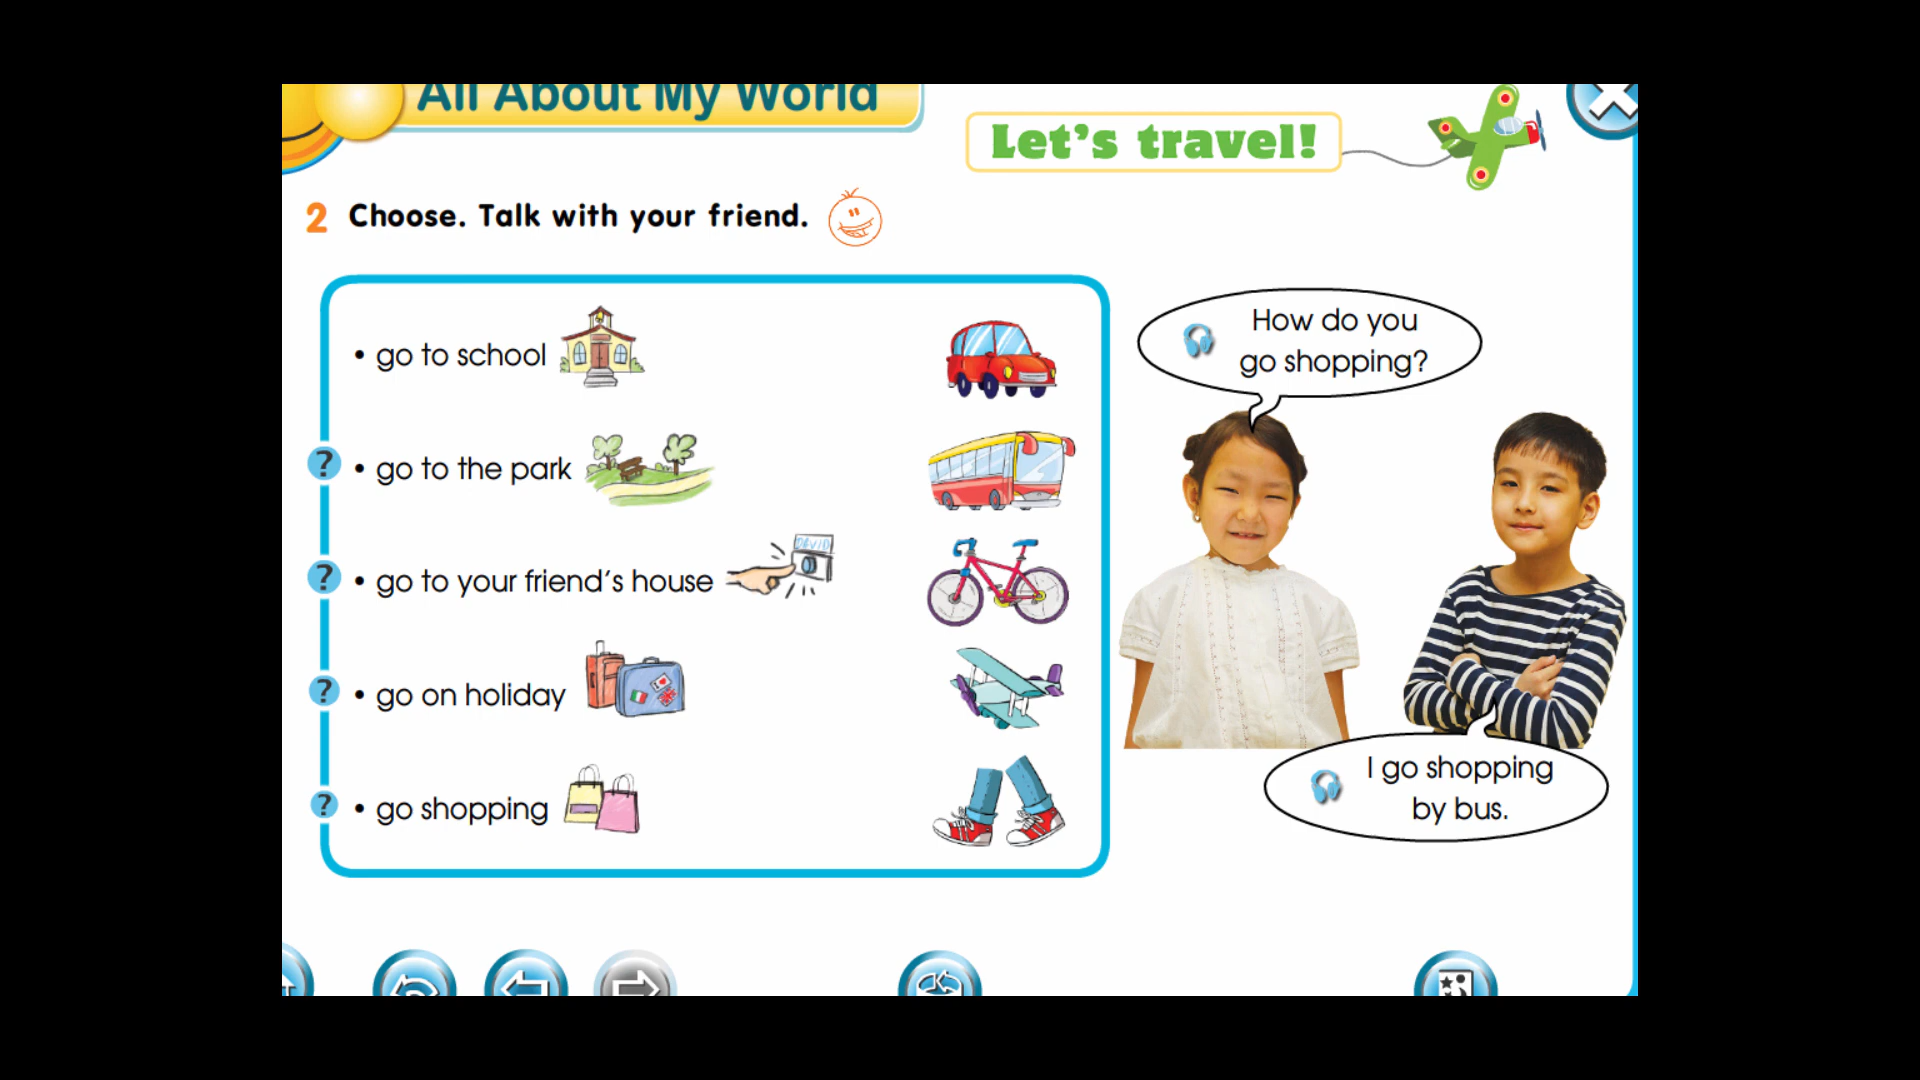 All About My World
Let's travel!
2 Choose. Talk with your friend.
• go to school
? • go to the park
DAVID
? • go to your friend's house
? • go on holiday
? • go shopping
How do you
go shopping?
I go shopping
by bus.